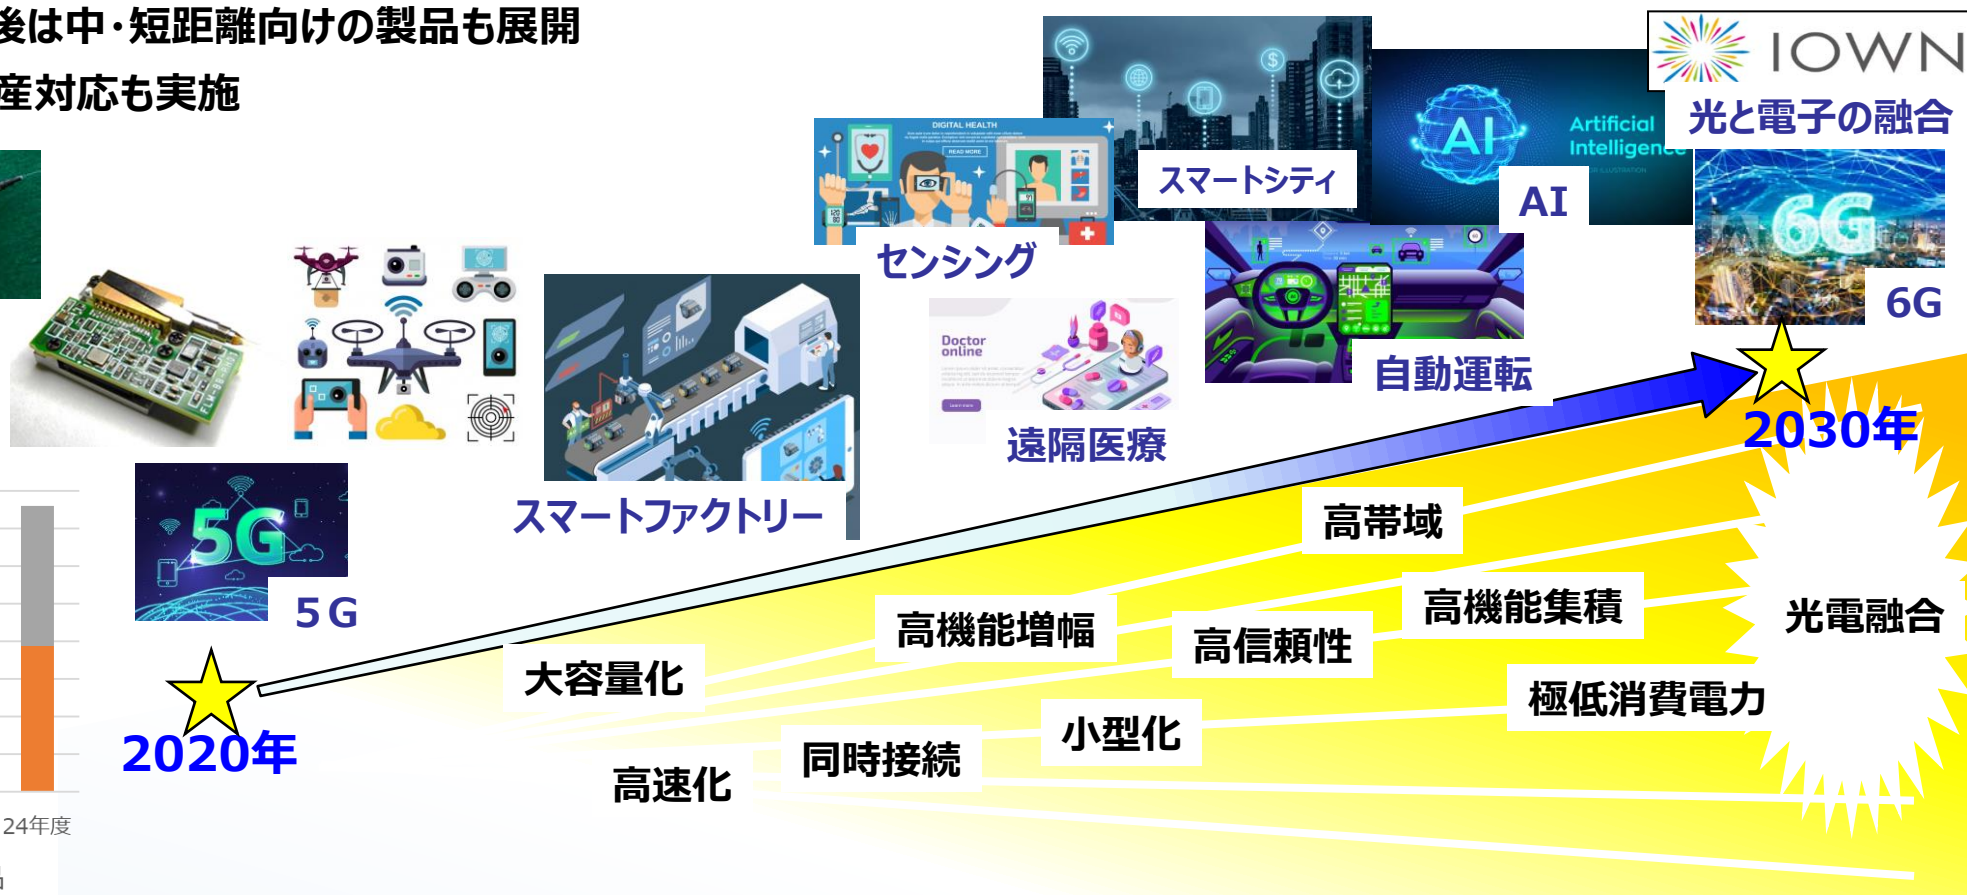 後は中・短距離向けの製品も展開
産対応も実施
IOWN
光と電子の融合
DIGITAL HEALTH
READ MORE
スマートシティ
AI
Artificial
Intelligence
AI
6G
6G
センシング
Doctor
online
Learn more
自動運転
遠隔医療
スマートファクトリー
5G
5G
2020年
2030年
高帯域
高機能集積
高機能増幅
高信頼性
大容量化
光電融合
極低消費電力
小型化
同時接続
高速化
24年度